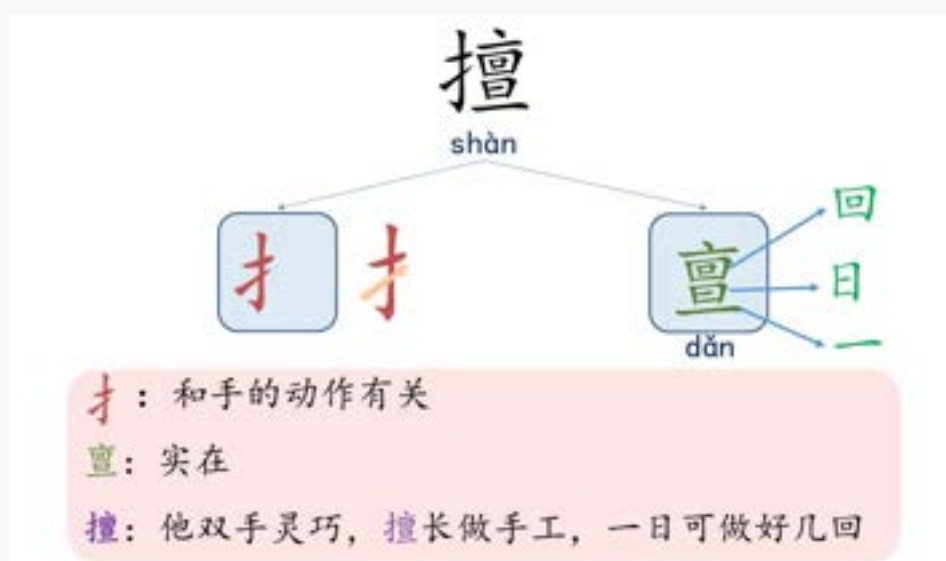 擅
shàn
扌 扌 亶 回
日
一
dǎn
扌：和手的动作有关
亶：实在
擅：他双手灵巧，擅长做手工，一日可做好几回